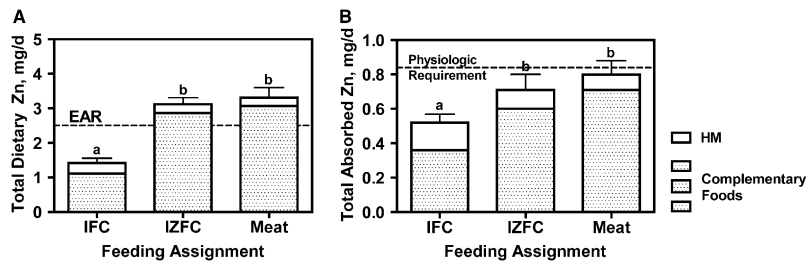 A
Total Dietary Zn, mg/d
5
4
3
2
1
0
EAR
a
b
b
IFC
IZFC
Meat
Feeding Assignment
B
Total Absorbed Zn, mg/d
1.0
0.8
0.6
0.4
0.2
0.0
Physiologic
Requirement
a
b
b
IFC
IZFC
Meat
Feeding Assignment
HM
Complementary
Foods